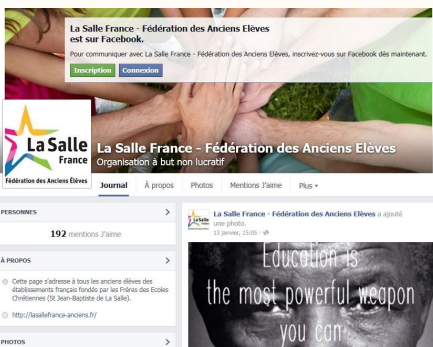 La Salle France - Fédération des Anciens Elèves
est sur Facebook.
Pour communiquer avec La Salle France - Fédération des Anciens Elèves, inscrivez-vous sur Facebook dès maintenant.
Inscription Connexion
La Salle
France
Fédération des Anciens Élèves
La Salle France - Fédération des Anciens Elèves
Organisation à but non lucratif
Journal À propos Photos Mentions J'aime Plus
PERSONNES
192 mentions J'aime
À PROPOS
Cette page s'adresse à tous les anciens élèves des
établissements français fondés par les Frères des Ecoles
Chrétiennes (St Jean-Baptiste de La Salle).
http://lasallefrance-anciens.fr/
PHOTOS
La Salle France - Fédération des Anciens Elèves a ajouté
une photo.
13 janvier, 15:05
Education is
the most powerful weapon
you can